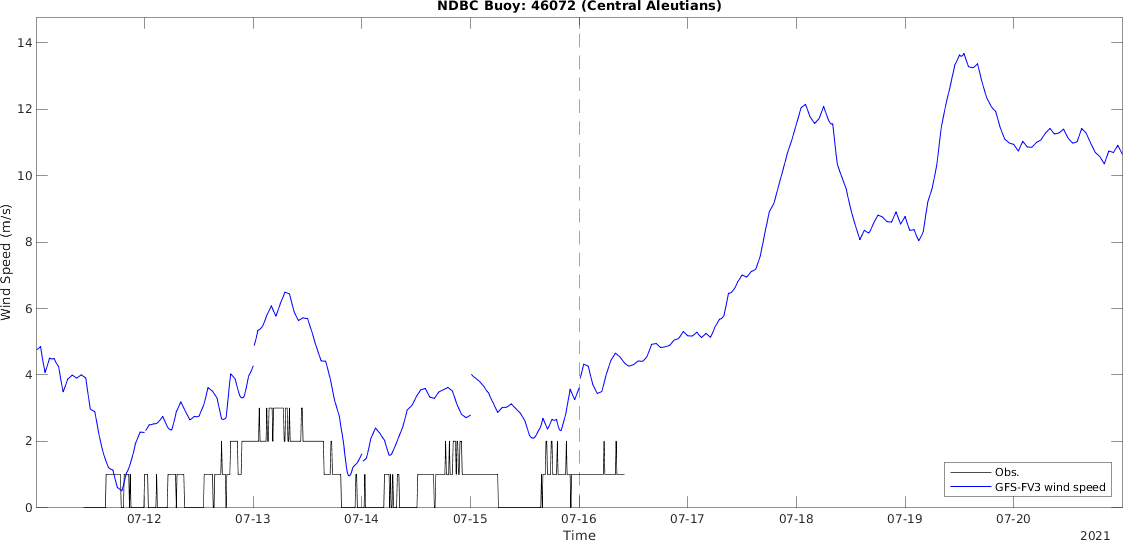 NDBC Buoy: 46072 (Central Aleutians)
14
12
10
8
6
4
2
0
Wind Speed (m/s)
07-12 07-13 07-14 07-15 07-16 07-17 07-18 07-19 07-20
Time
2021
Obs.
GFS-FV3 wind speed